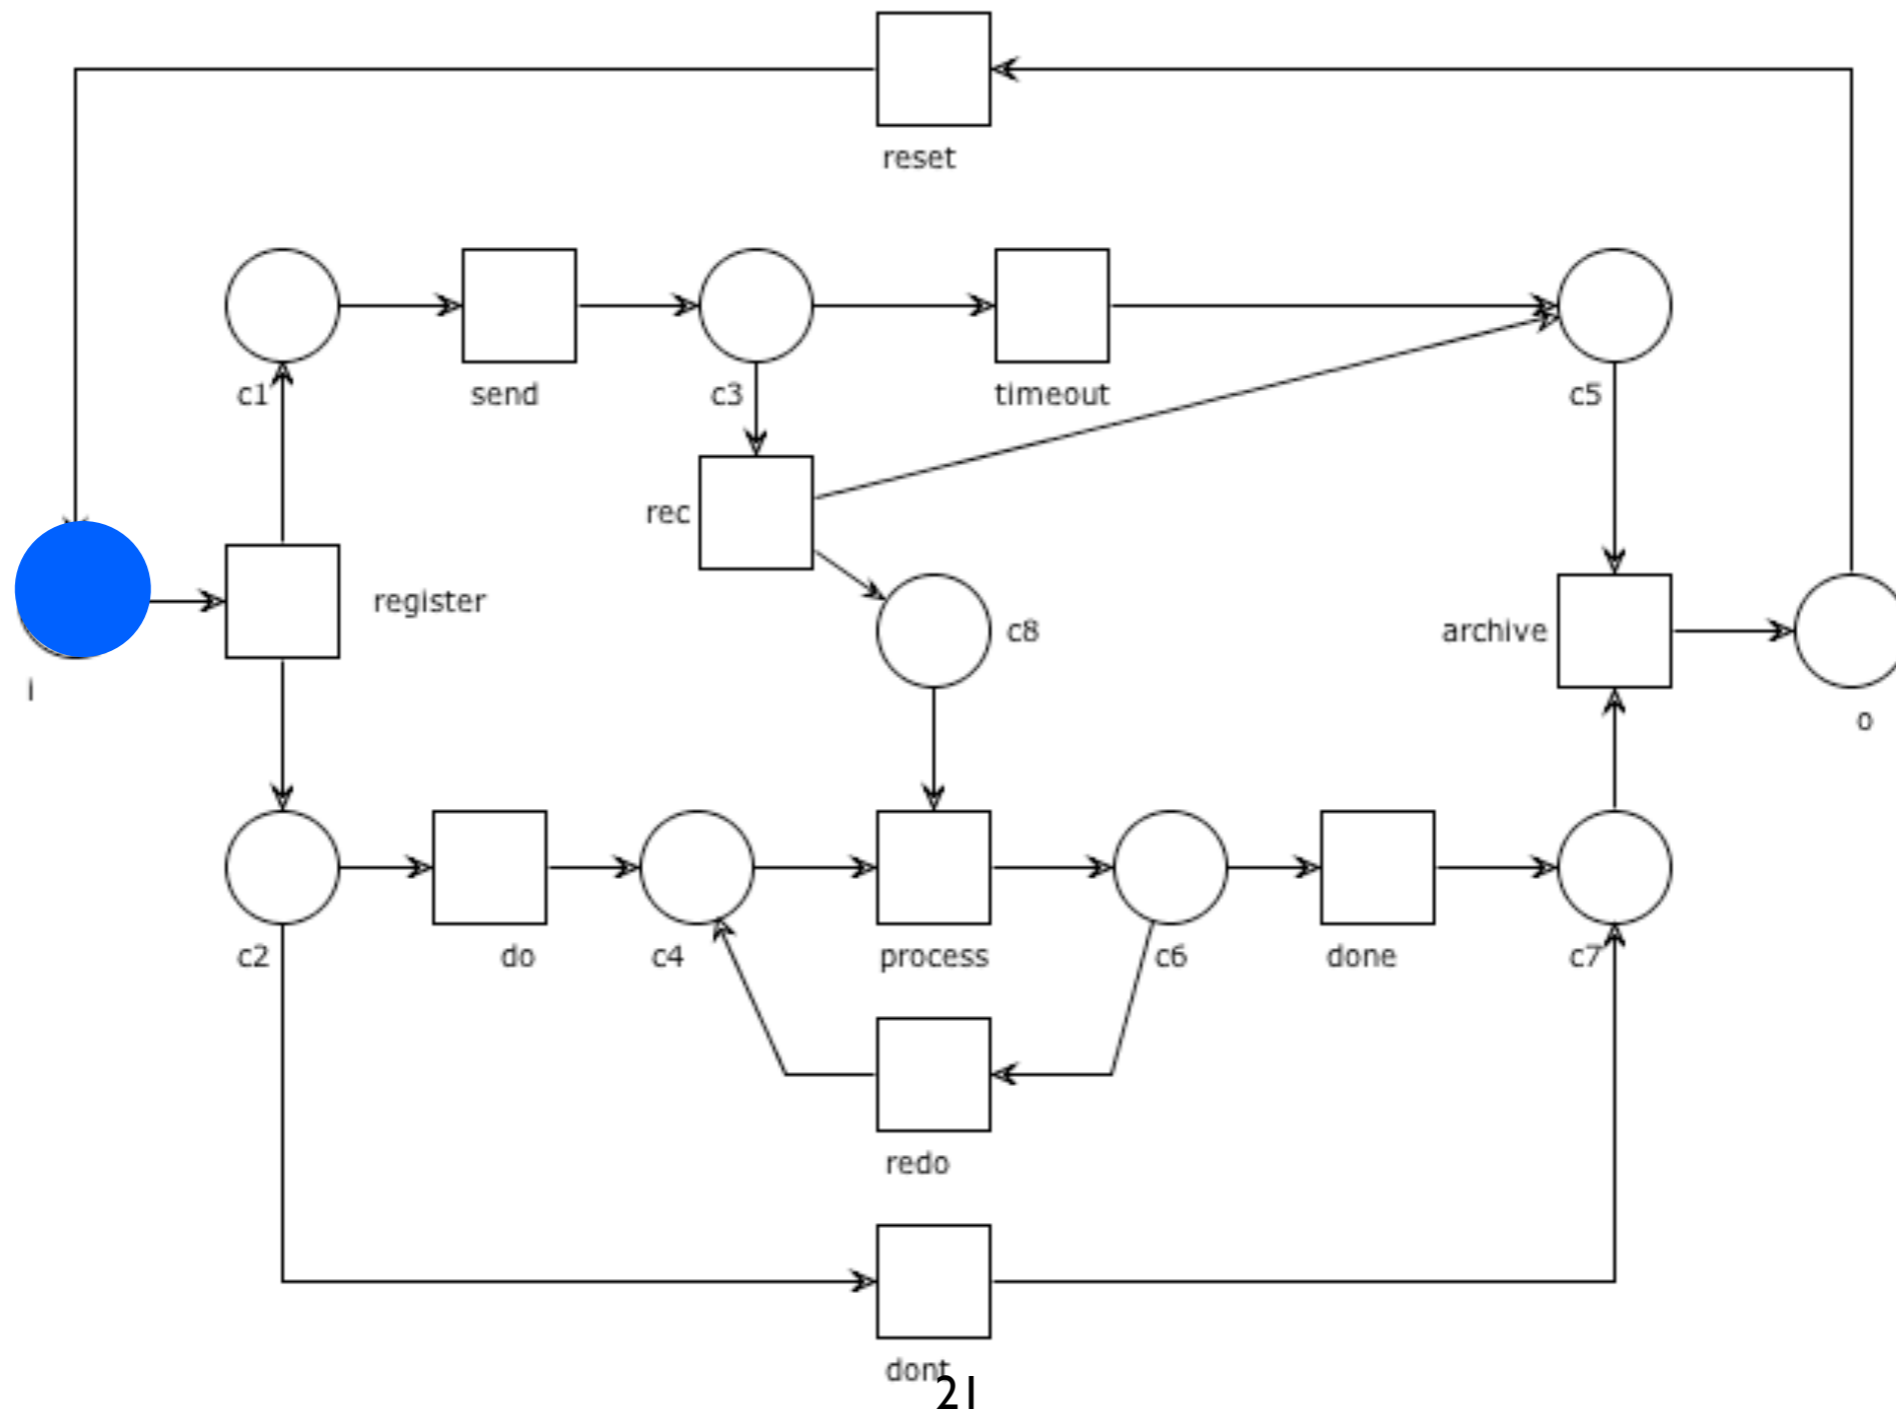 reset
c1
send
c3
timeout
c5
rec
register
c8
archive
i
o
c2
do
c4
process
c6
done
c7
redo
dont
21